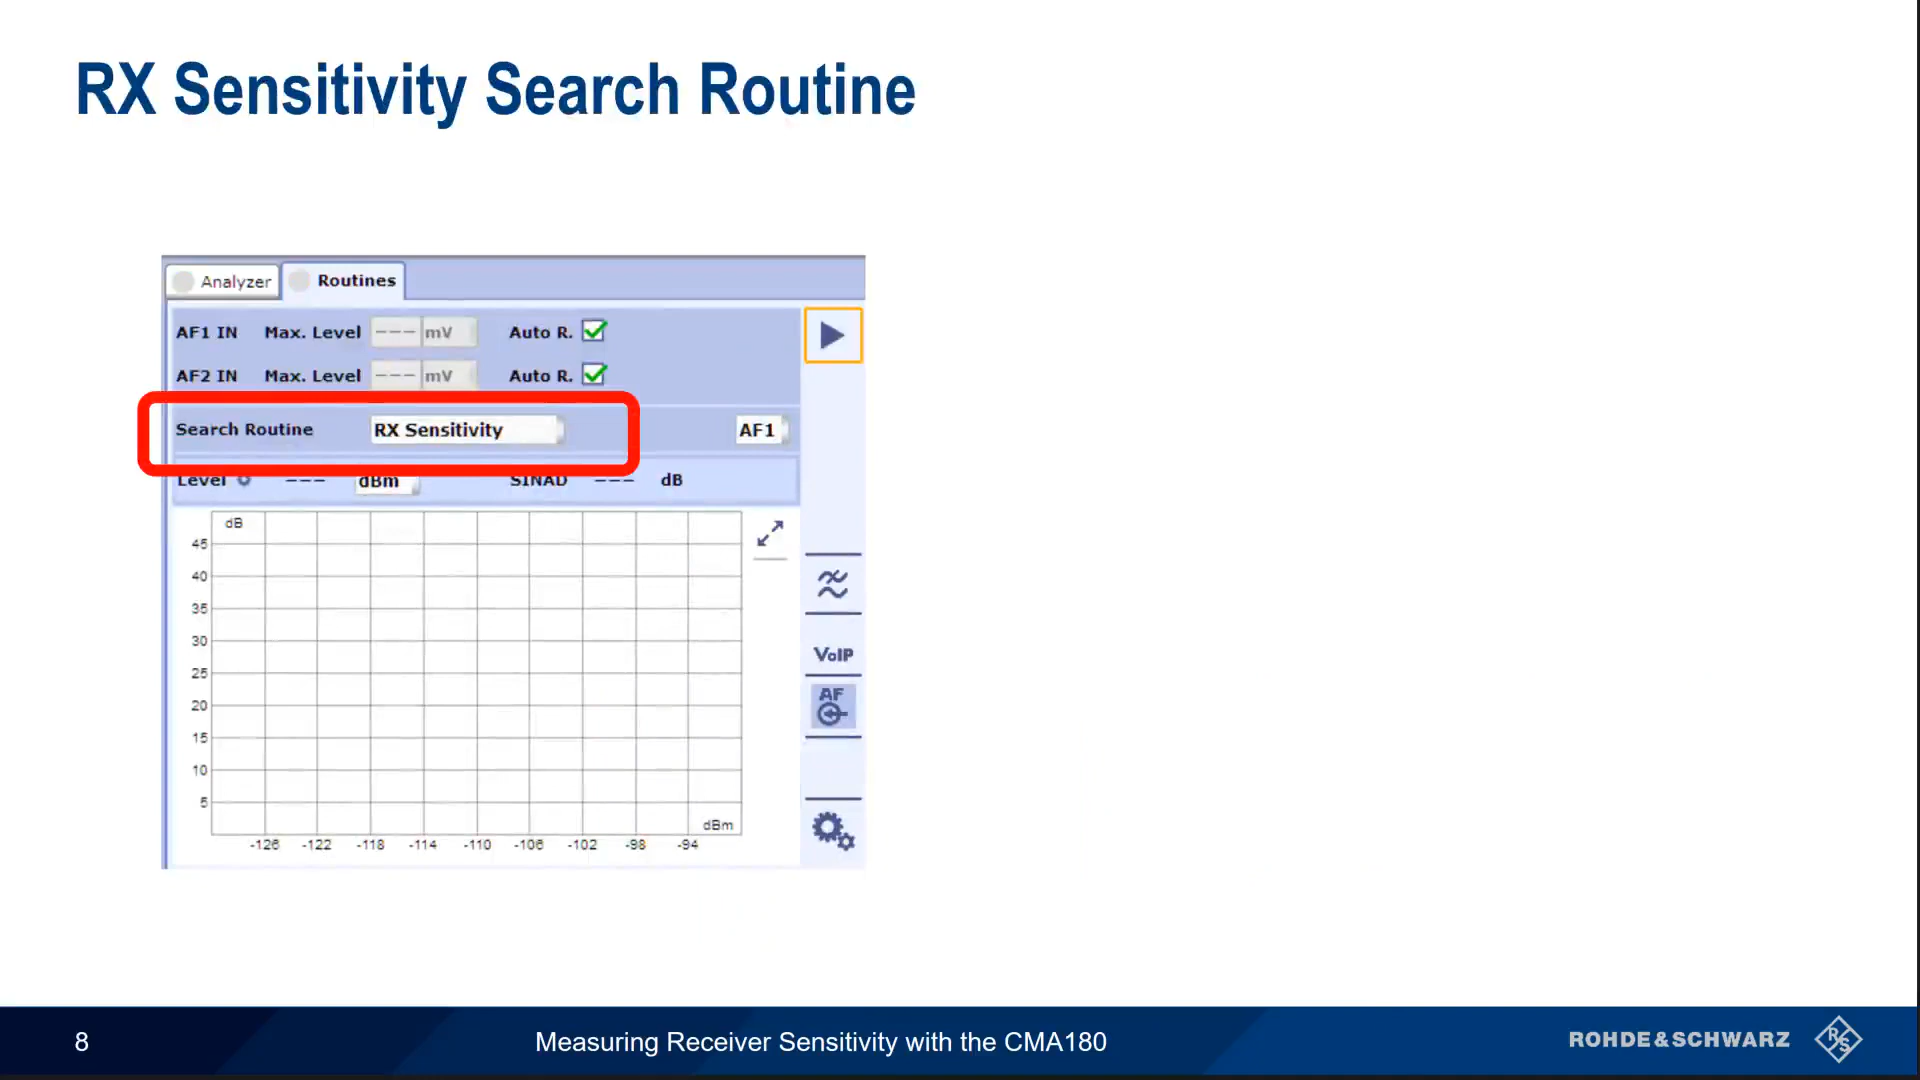 RX Sensitivity Search Routine
Analyzer Routines
AF1 IN Max. Level --- mV Auto R.
AF2 IN Max. Level --- mV Auto R.
Search Routine RX Sensitivity AF1
Level --- dBm SINAD --- dB
dB
45
40
35
30
25
20
15
10
5
dBm
-126 -122 -118 -114 -110 -106 -102 -98 -94
VoIP
AF
8 Measuring Receiver Sensitivity with the CMA180 ROHDE&SCHWARZ
R S